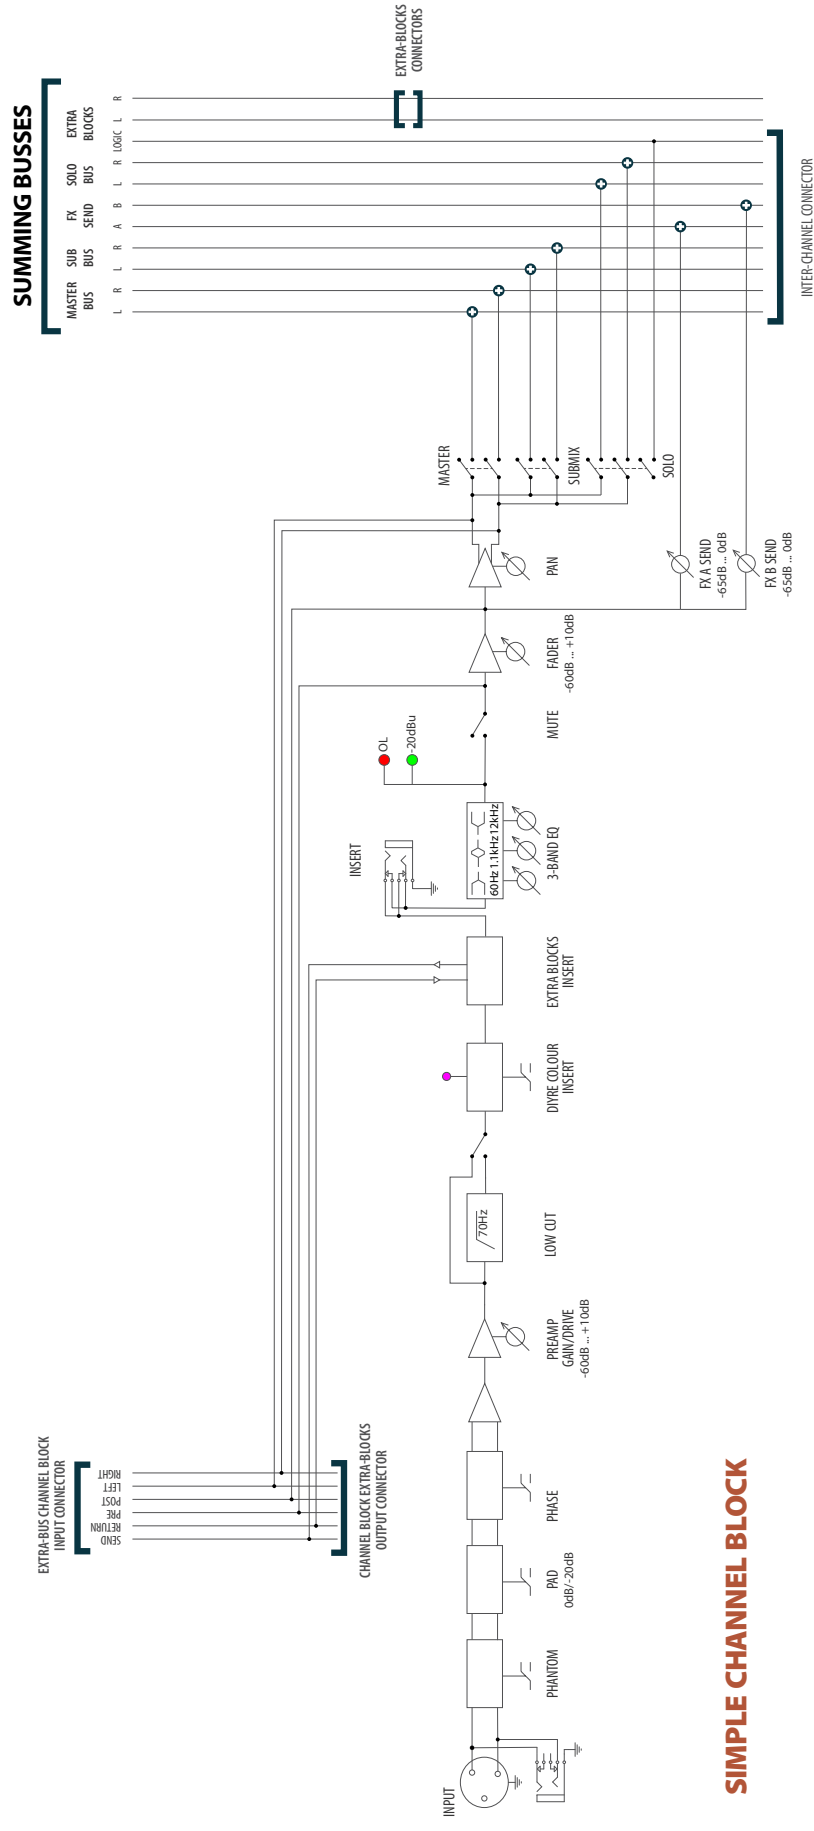 SUMMING BUSSES
MASTER
BUS
SUB
BUS
FX
SEND
SOLO
BUS
EXTRA
BLOCKS
L
R
L
R
A
B
L
R
LOGIC
L
R
EXTRA-BLOCKS
CONNECTORS
INTER-CHANNEL CONNECTOR
EXTRA-BUS CHANNEL BLOCK
INPUT CONNECTOR
SEND
RETURN
PRE
POST
LEFT
RIGHT
CHANNEL BLOCK EXTRA-BLOCKS
OUTPUT CONNECTOR
INPUT
PHANTOM
PAD
0dB/-20dB
PHASE
PREAMP
GAIN/DRIVE
-60dB ... +10dB
70Hz
LOW CUT
DIYRE COLOUR
INSERT
EXTRA BLOCKS
INSERT
INSERT
60Hz 1.1kHz 12kHz
3-BAND EQ
OL
-20dBu
MUTE
FADER
-60dB ... +10dB
PAN
MASTER
SUBMIX
SOLO
FX A SEND
-65dB ... 0dB
FX B SEND
-65dB ... 0dB
SIMPLE CHANNEL BLOCK